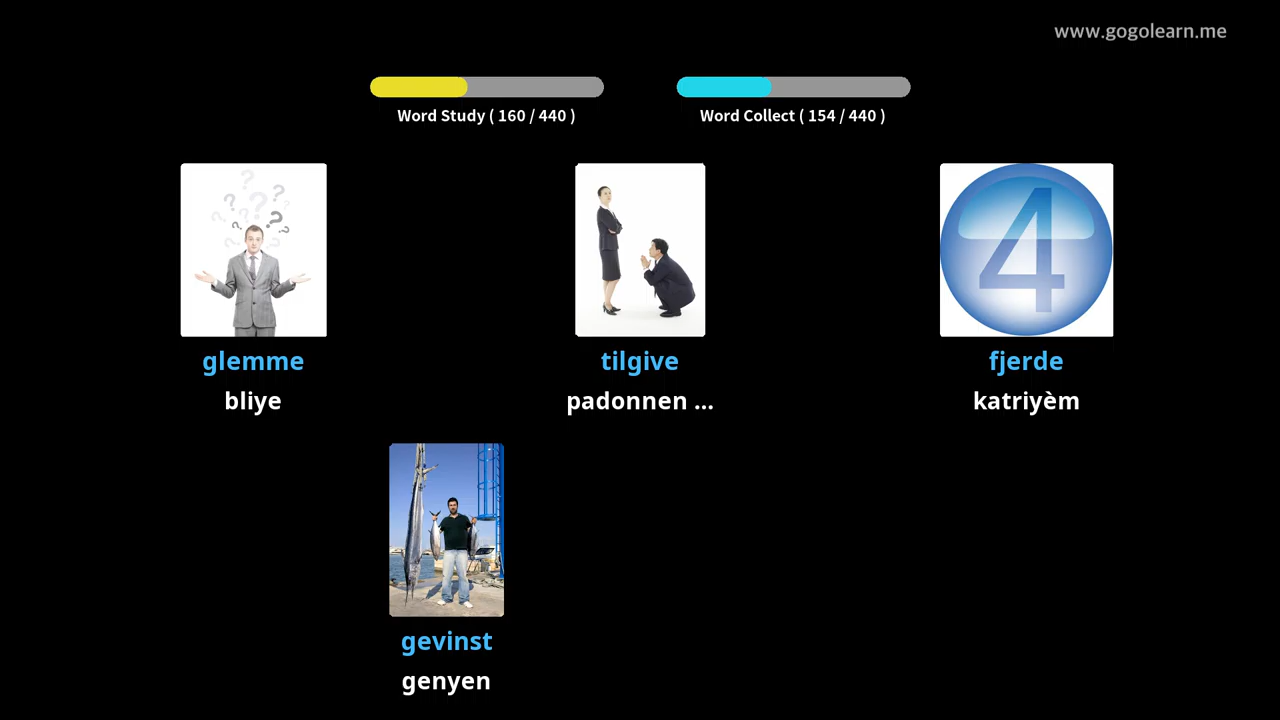 www.gogolearn.me
Word Study ( 160 / 440 )
Word Collect ( 154 / 440 )
4
glemme
bliye
tilgive
padonnen ...
fjerde
katriyèm
gevinst
genyen